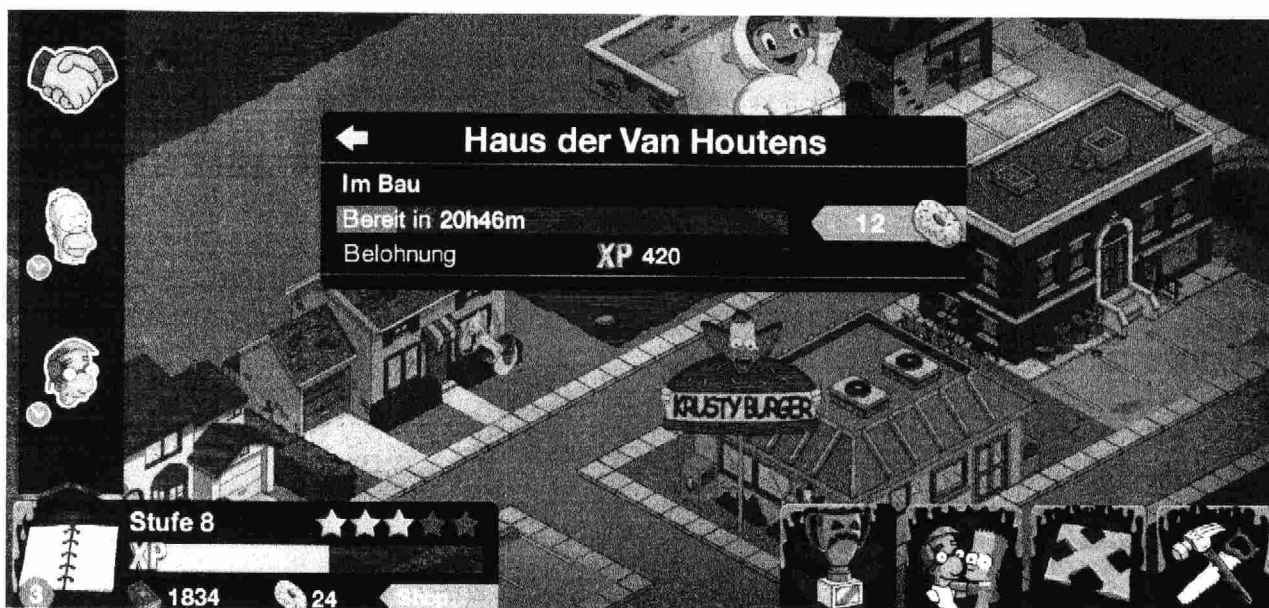 Haus der Van Houtens
Im Bau
Bereit in 20h46m
12
Belohnung XP 420
KRUSTY BURGER
Stufe 8
XP
3
1834
24
Shop